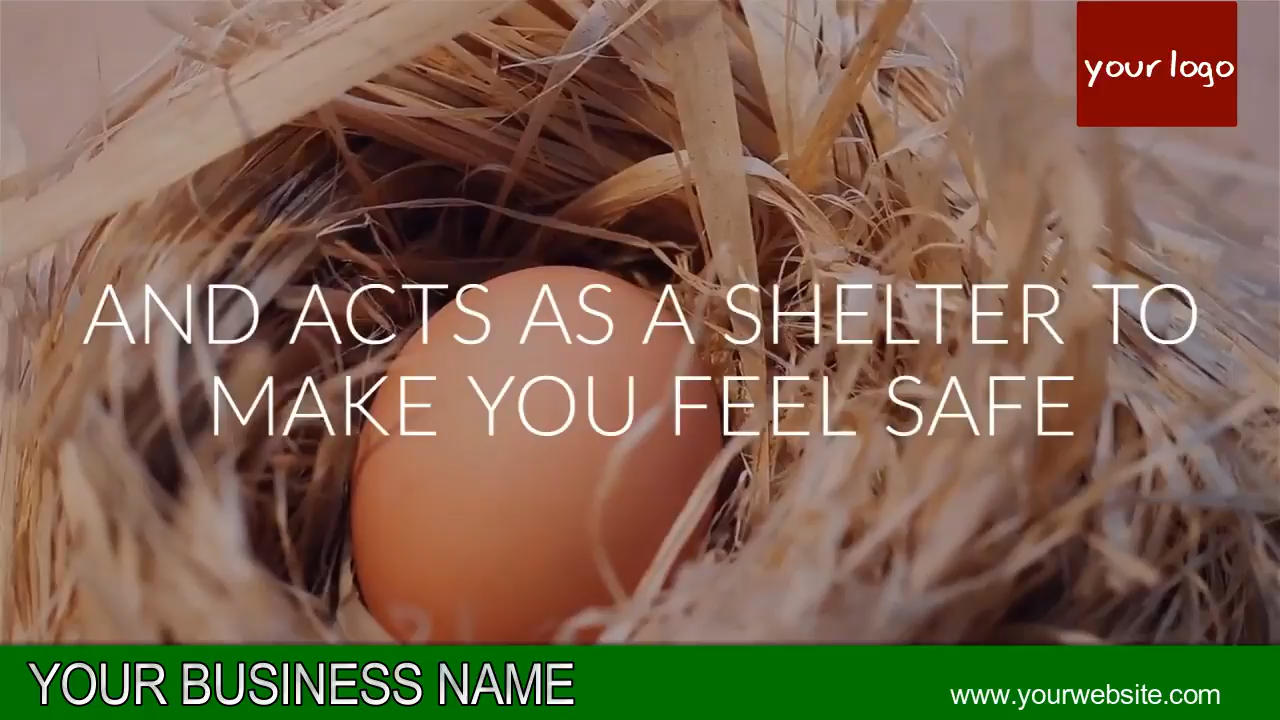 your logo
AND ACTS AS A SHELTER TO
MAKE YOU FEEL SAFE
YOUR BUSINESS NAME
www.yourwebsite.com